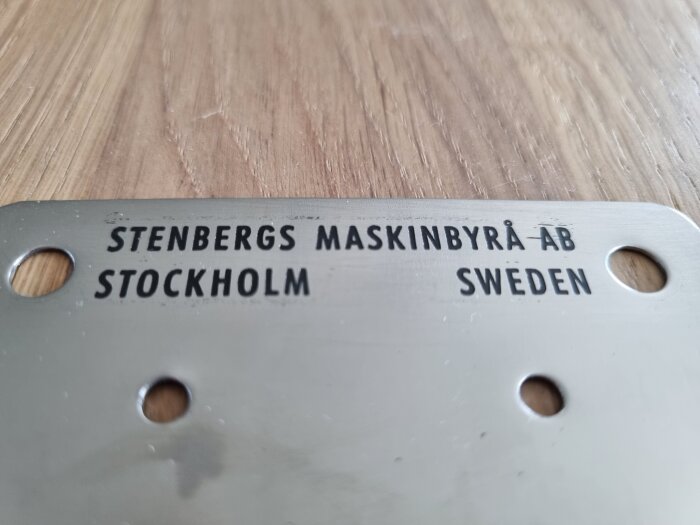 STENBERGS MASKINBYRÅ AB
STOCKHOLM SWEDEN